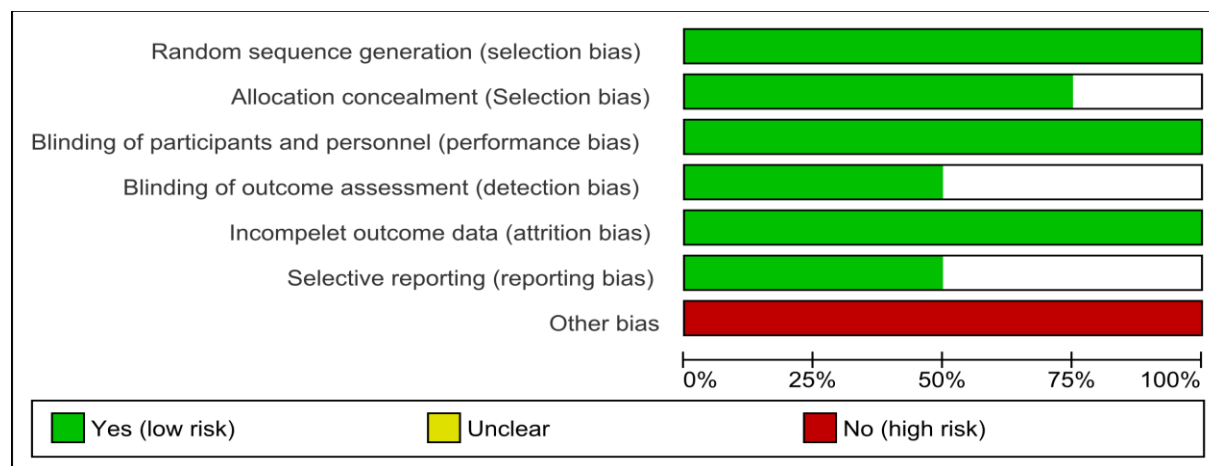 Random sequence generation (selection bias)
Allocation concealment (Selection bias)
Blinding of participants and personnel (performance bias)
Blinding of outcome assessment (detection bias)
Incompelet outcome data (attrition bias)
Selective reporting (reporting bias)
Other bias
0% 25% 50% 75% 100%
Yes (low risk) Unclear No (high risk)